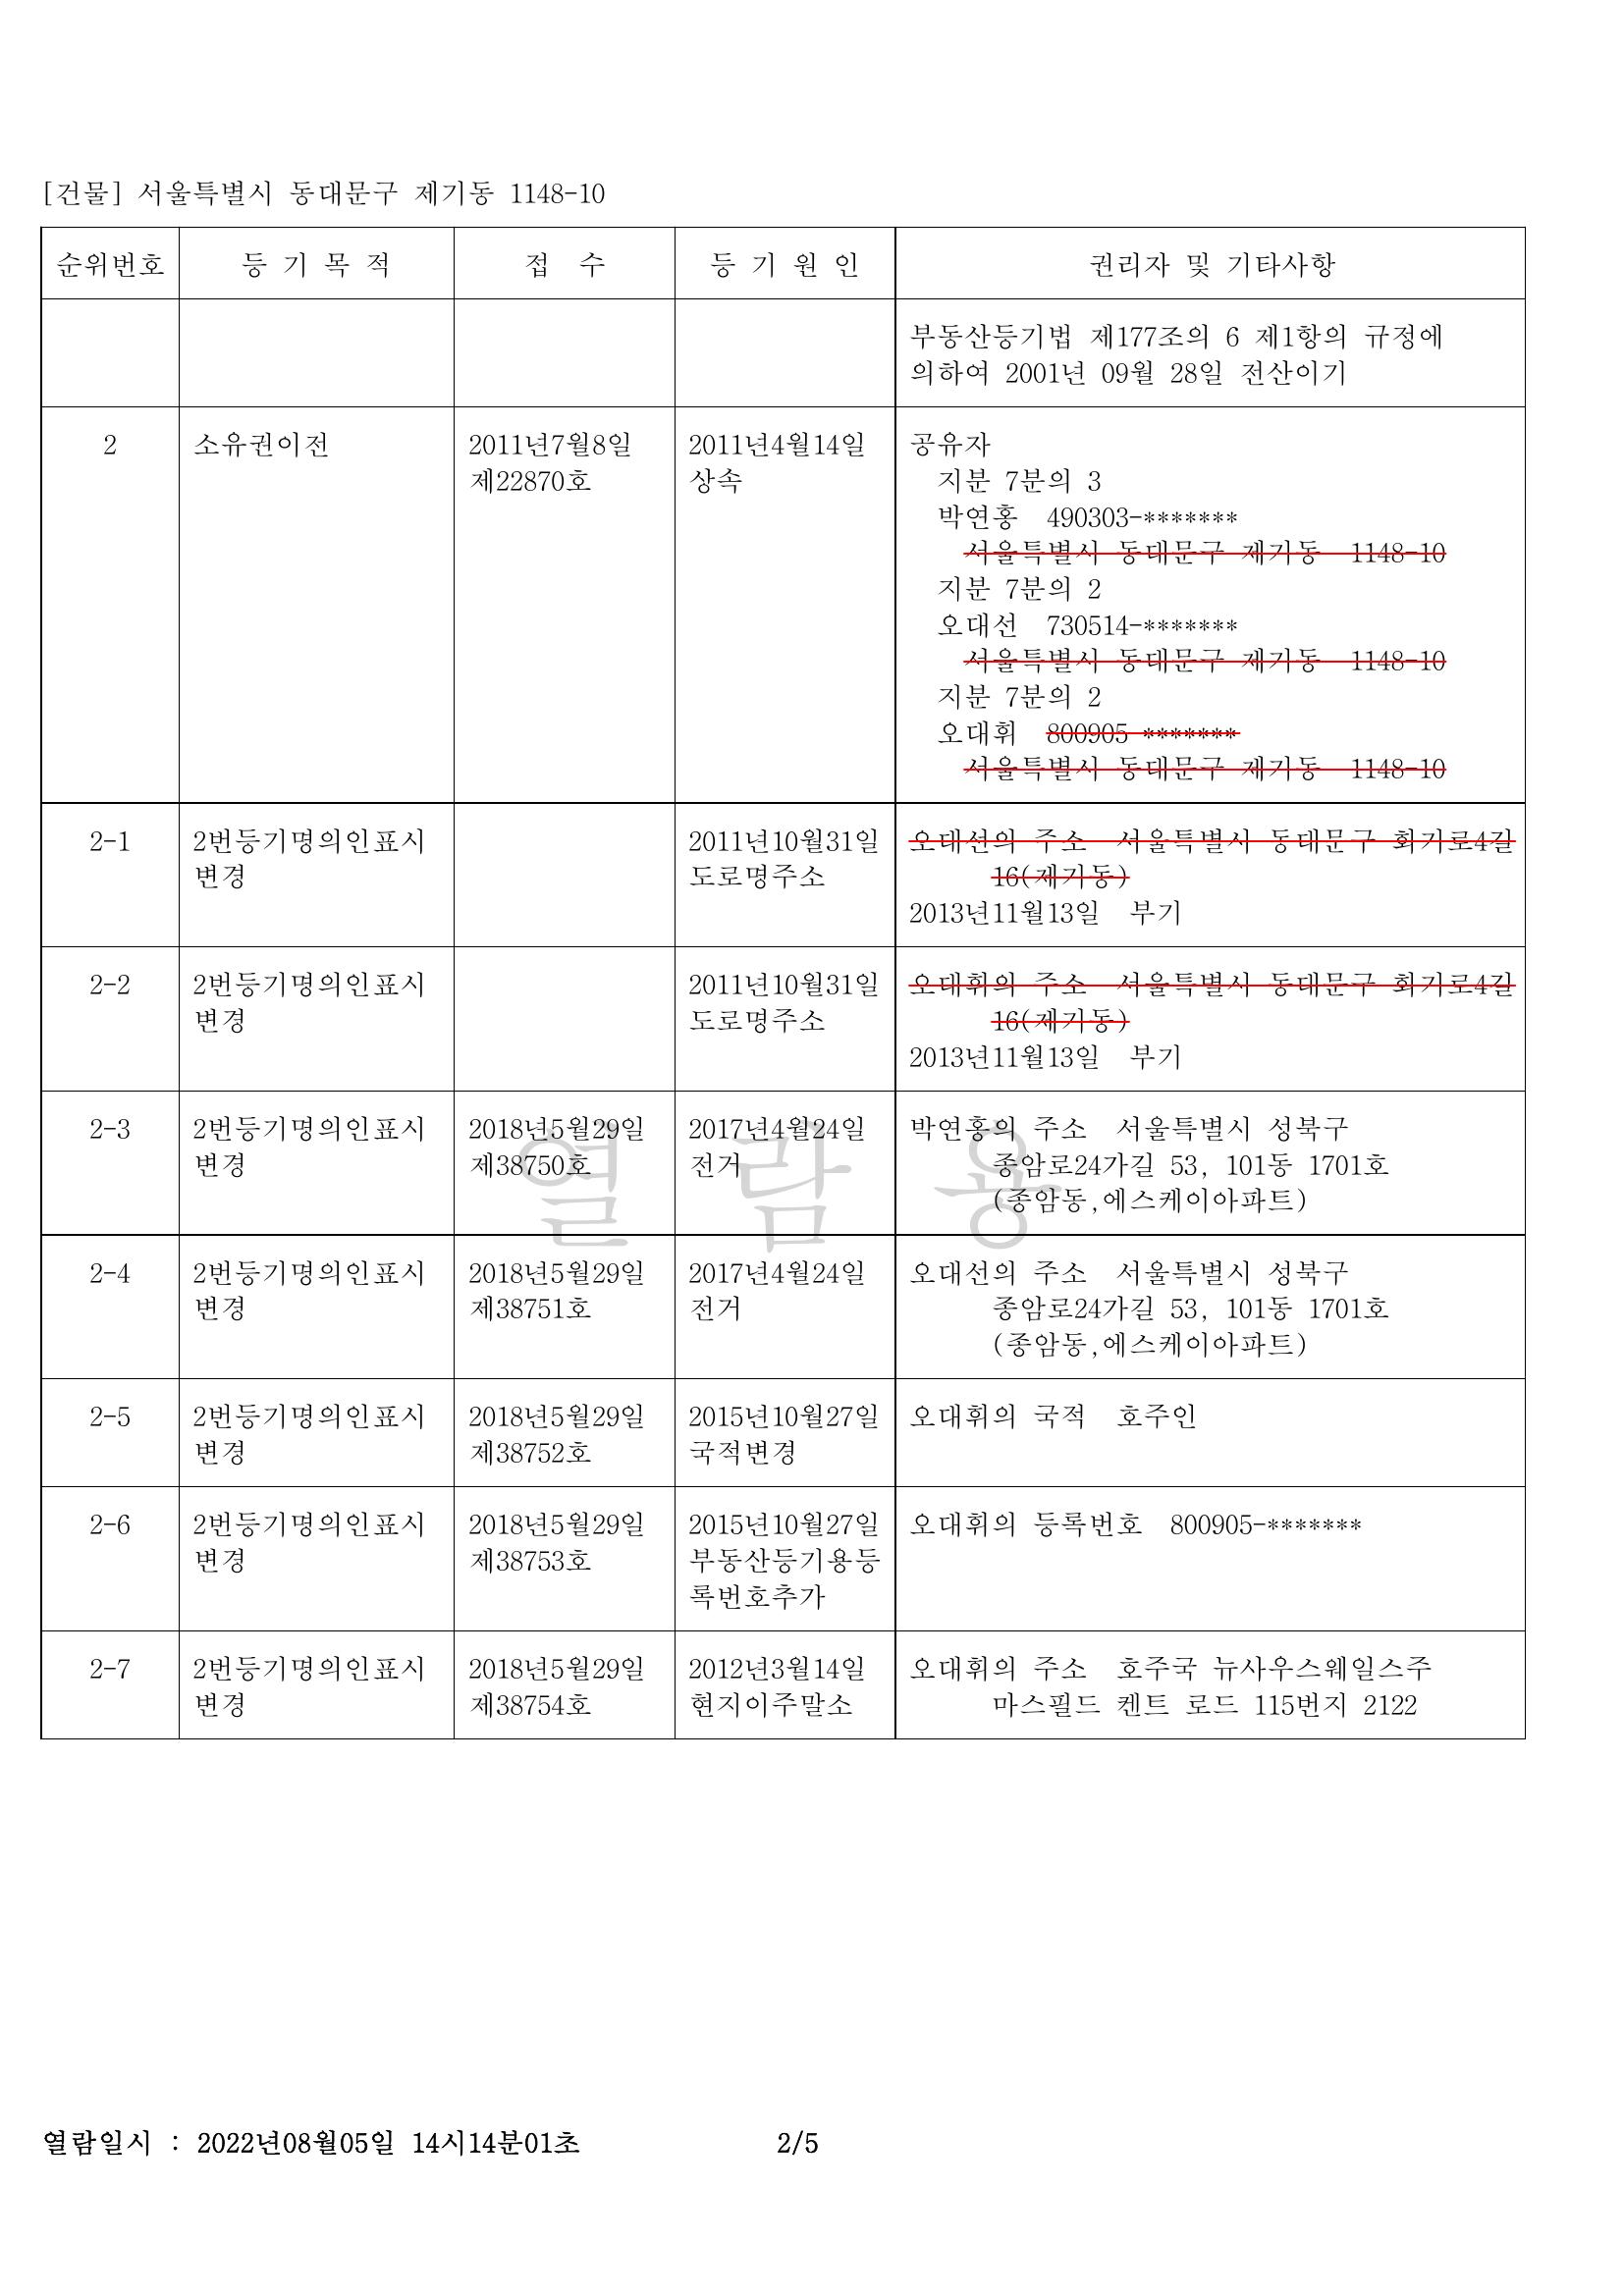 [건물] 서울특별시 동대문구 제기동 1148-10
순위번호 등 기 목 적 접 수 등 기 원 인 권리자 및 기타사항
부동산등기법 제177조의 6 제1항의 규정에
의하여 2001년 09월 28일 전산이기
2 소유권이전 2011년7월8일 2011년4월14일 공유자
제22870호 상속 지분 7분의 3
박연홍 490303-*******
서울특별시 동대문구 제기동 1148-10
지분 7분의 2
오대선 730514-*******
서울특별시 동대문구 제기동 1148-10
지분 7분의 2
오대휘 800905-*******
서울특별시 동대문구 제기동 1148-10
2-1 2번등기명의인표시 2011년10월31일 오대선의 주소 서울특별시 동대문구 회기로4길
변경 도로명주소 16(제기동)
2013년11월13일 부기
2-2 2번등기명의인표시 2011년10월31일 오대휘의 주소 서울특별시 동대문구 회기로4길
변경 도로명주소 16(제기동)
2013년11월13일 부기
2-3 2번등기명의인표시 2018년5월29일 2017년4월24일 박연홍의 주소 서울특별시 성북구
변경 제38750호 전거 종암로24가길 53, 101동 1701호
(종암동,에스케이아파트)
열 람 용
2-4 2번등기명의인표시 2018년5월29일 2017년4월24일 오대선의 주소 서울특별시 성북구
변경 제38751호 전거 종암로24가길 53, 101동 1701호
(종암동,에스케이아파트)
2-5 2번등기명의인표시 2018년5월29일 2015년10월27일 오대휘의 국적 호주인
변경 제38752호 국적변경
2-6 2번등기명의인표시 2018년5월29일 2015년10월27일 오대휘의 등록번호 800905-*******
변경 제38753호 부동산등기용등
록번호추가
2-7 2번등기명의인표시 2018년5월29일 2012년3월14일 오대휘의 주소 호주국 뉴사우스웨일스주
변경 제38754호 현지이주말소 마스필드 켄트 로드 115번지 2122
열람일시 : 2022년08월05일 14시14분01초 2/5